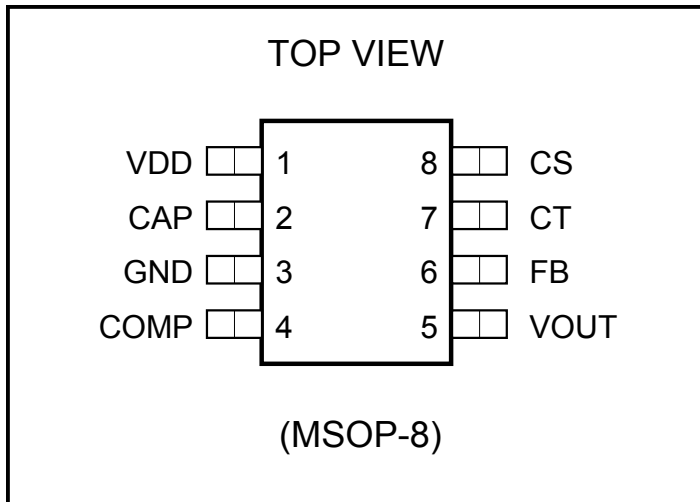 TOP VIEW
VDD 1 8 CS
CAP 2 7 CT
GND 3 6 FB
COMP 4 5 VOUT
(MSOP-8)